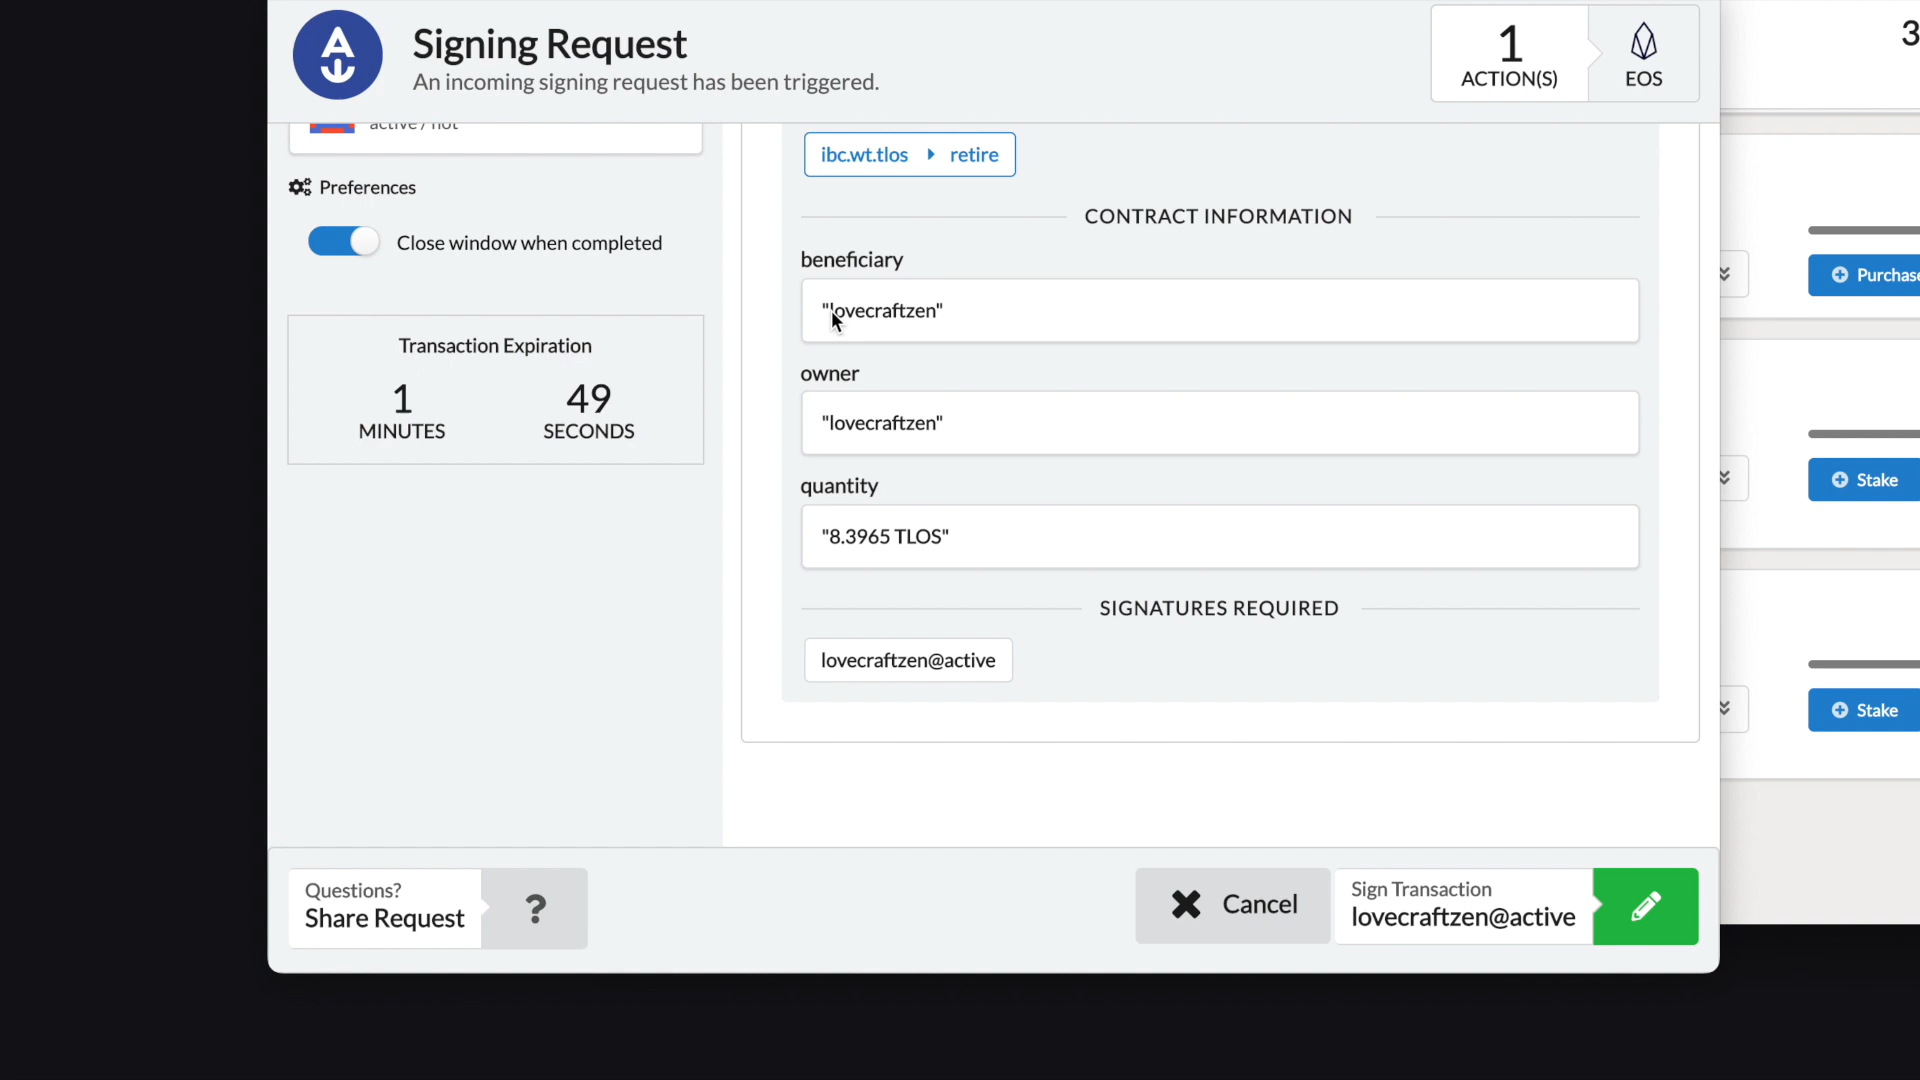 Signing Request
An incoming signing request has been triggered.
1
ACTION(S)
EOS
3
active / hot
Preferences
Close window when completed
Transaction Expiration
1
MINUTES
49
SECONDS
ibc.wt.tlos retire
CONTRACT INFORMATION
beneficiary
"lovecraftzen"
owner
"lovecraftzen"
quantity
"8.3965 TLOS"
SIGNATURES REQUIRED
lovecraftzen@active
Purchase
Stake
Stake
Questions?
Share Request
?
Cancel
Sign Transaction
lovecraftzen@active